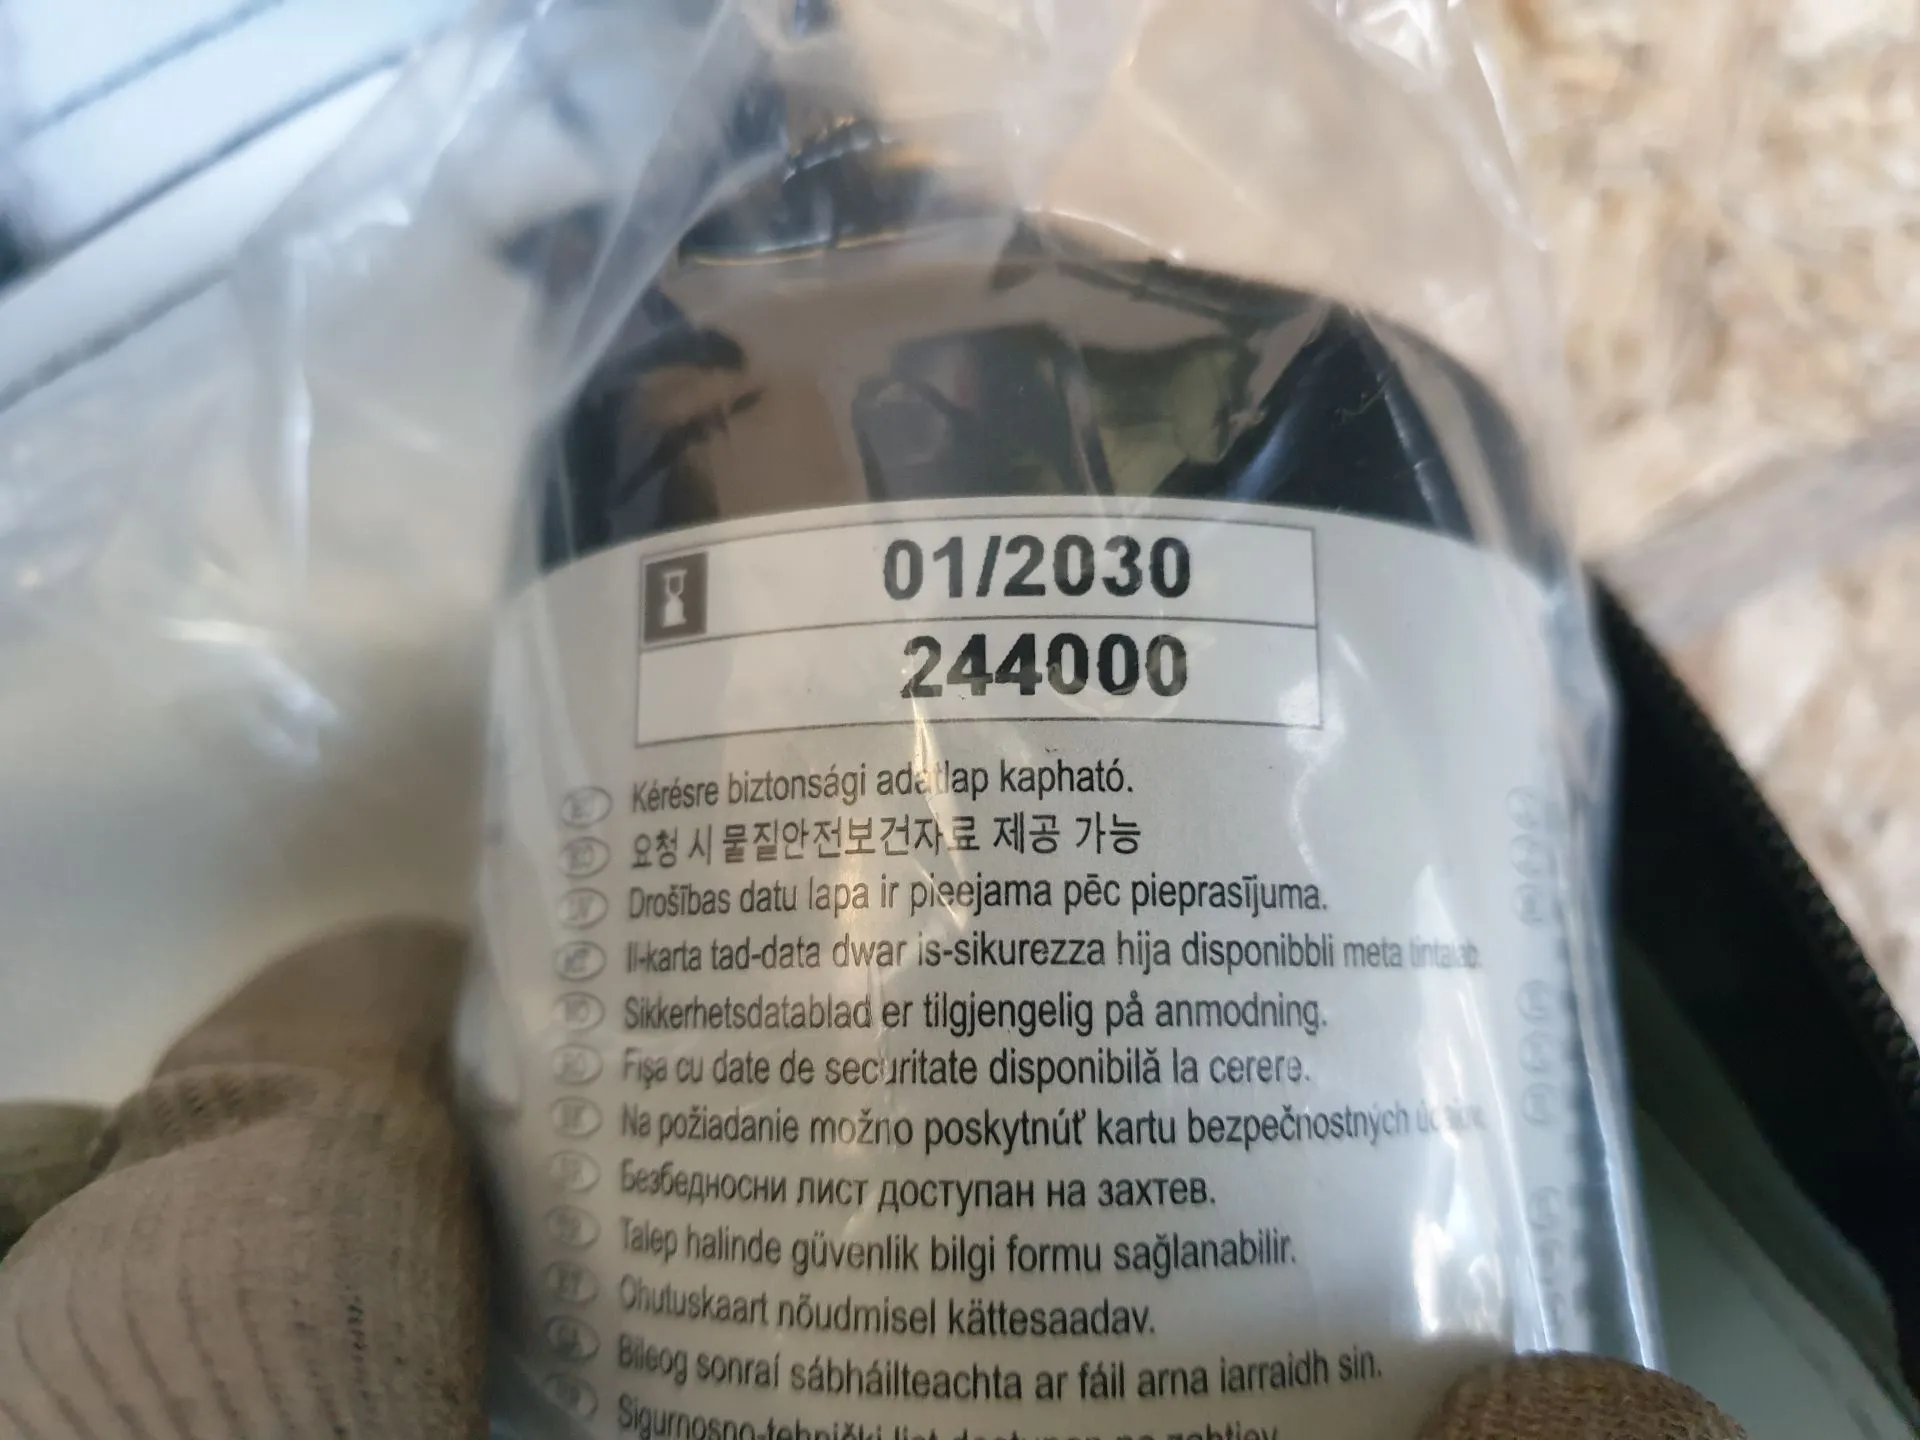 01/2030
244000
Kérésre biztonsági adatlap kapható.
요청 시 물질안전보건자료 제공 가능
Drošības datu lapa ir pieejama pēc pieprasījuma.
Il-karta tad-data dwar is-sikurezza hija disponibbli meta tintalab.
Sikkerhetsdatablad er tilgjengelig på anmodning.
Fișa cu date de securitate disponibilă la cerere.
Na požiadanie možno poskytnúť kartu bezpečnostných
Безбедносни лист доступан на захтев.
Talep halinde güvenlik bilgi formu sağlanabilir.
Ohutuskaart nõudmisel kättesaadav.
Bileog sonraí sábháilteachta ar fáil arna iarraidh sin.